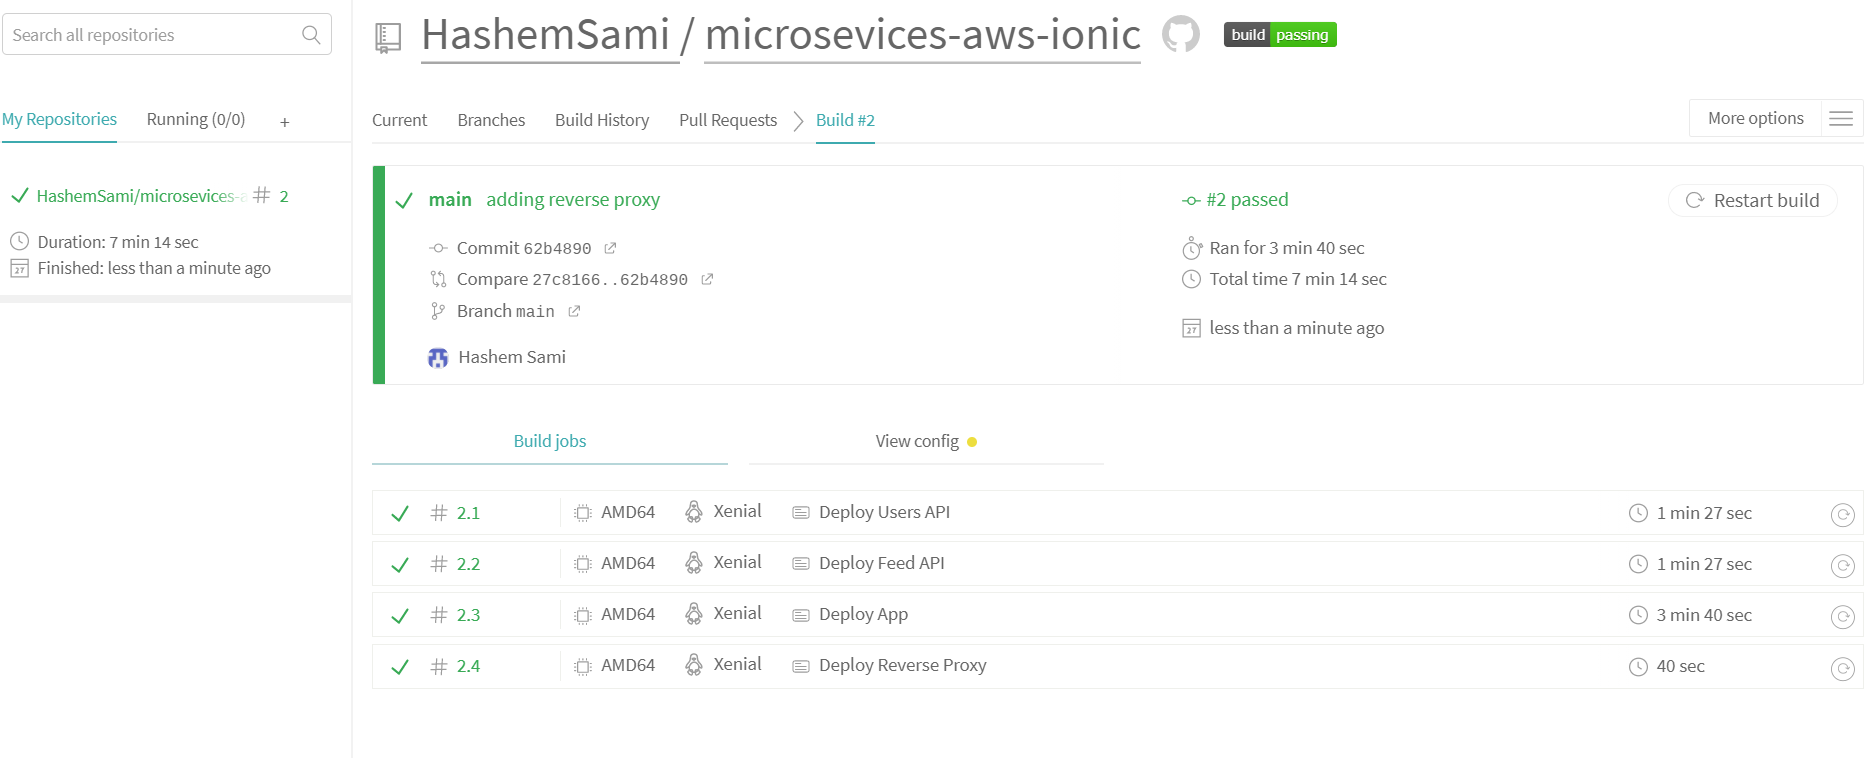 Search all repositories
My Repositories Running (0/0) +
HashemSami/microsevices- # 2
Duration: 7 min 14 sec
27 Finished: less than a minute ago
HashemSami / microsevices-aws-ionic build passing
Current Branches Build History Pull Requests Build #2 More options
main adding reverse proxy
Commit 62b4890
Compare 27c8166..62b4890
Branch main
Hashem Sami
#2 passed
Ran for 3 min 40 sec
Total time 7 min 14 sec
27 less than a minute ago
Restart build
Build jobs View config
# 2.1 AMD64 Xenial Deploy Users API 1 min 27 sec
# 2.2 AMD64 Xenial Deploy Feed API 1 min 27 sec
# 2.3 AMD64 Xenial Deploy App 3 min 40 sec
# 2.4 AMD64 Xenial Deploy Reverse Proxy 40 sec